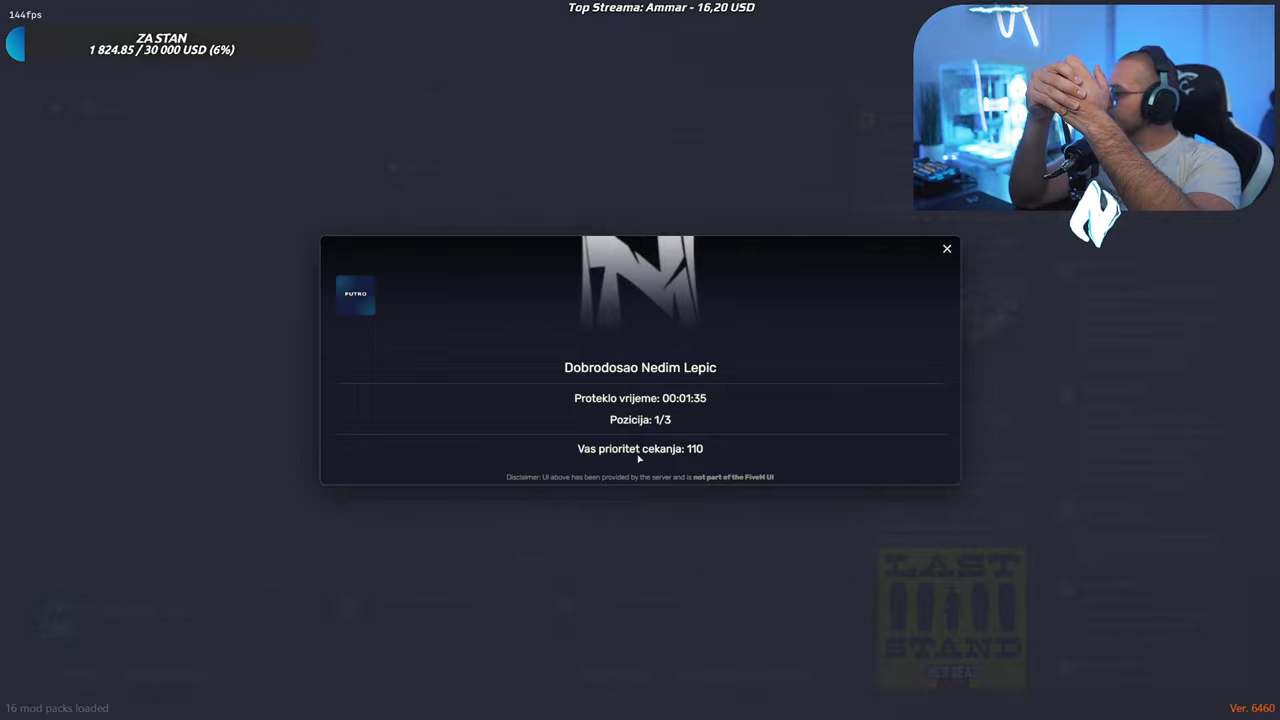 144fps
Top Streama: Ammar - 16,20 USD
ZA STAN
1 824.85 / 30 000 USD (6%)
FUTRO
Dobrodosao Nedim Lepic
Proteklo vrijeme: 00:01:35
Pozicija: 1/3
Vas prioritet cekanja: 110
Disclaimer: UI above has been provided by the server and is not part of the FiveM UI
LAST
STAND
16 mod packs loaded
Ver. 6460